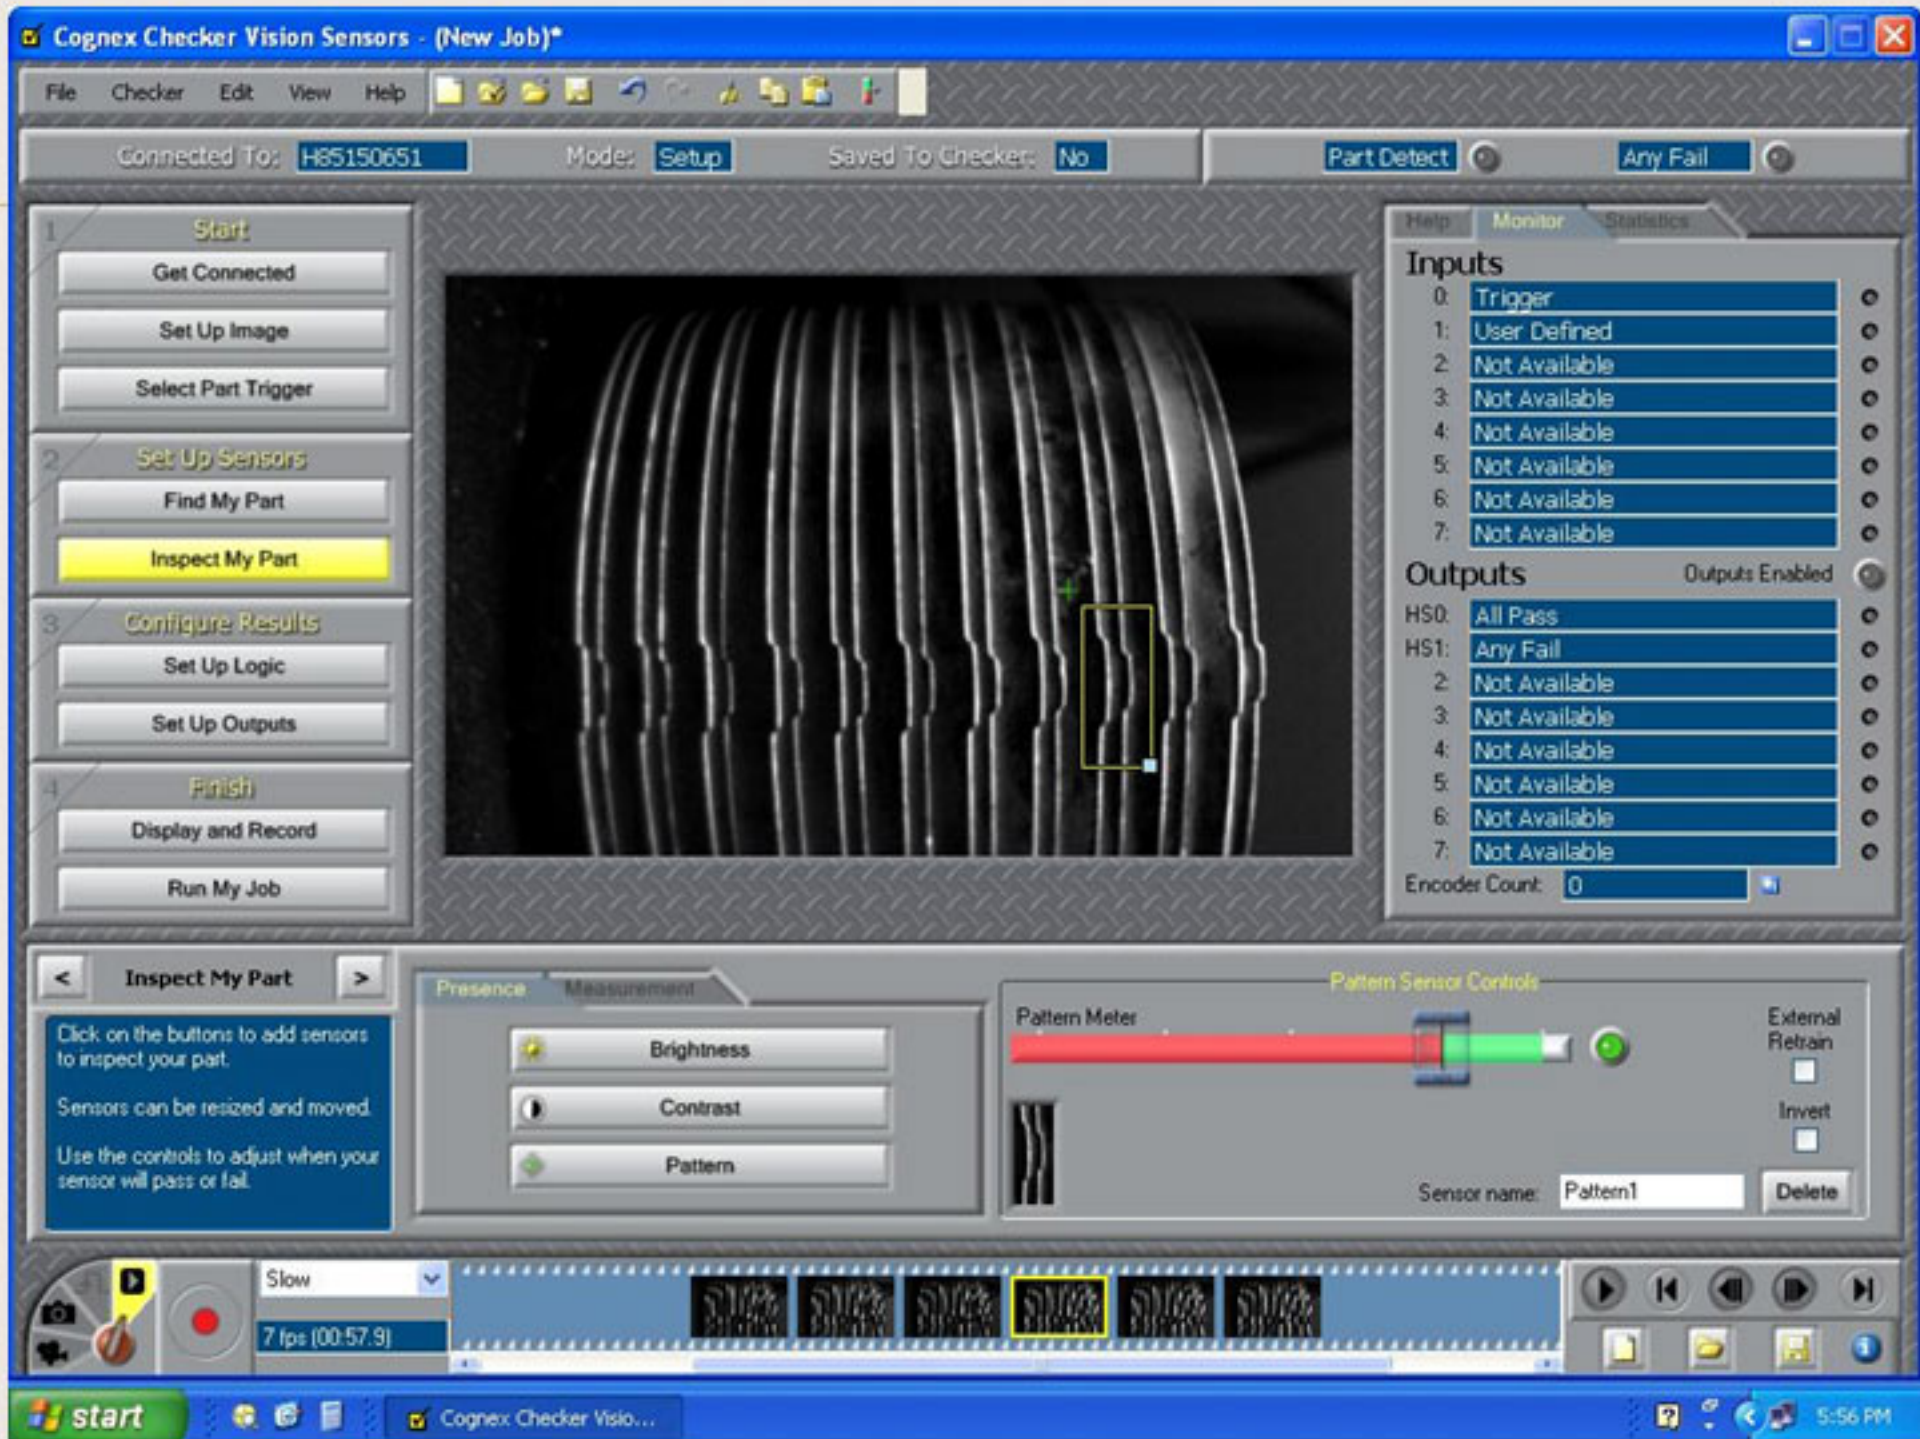 Cognex Checker Vision Sensors - (New Job)*
File Checker Edit View Help
Connected To: H85150651 Mode: Setup Saved To Checker: No Part Detect Any Fail
1 Start
Get Connected
Set Up Image
Select Part Trigger
2 Set Up Sensors
Find My Part
Inspect My Part
3 Configure Results
Set Up Logic
Set Up Outputs
4 Finish
Display and Record
Run My Job
Help Monitor Statistics
Inputs
0: Trigger
1: User Defined
2: Not Available
3: Not Available
4: Not Available
5: Not Available
6: Not Available
7: Not Available
Outputs Outputs Enabled
HS0: All Pass
HS1: Any Fail
2: Not Available
3: Not Available
4: Not Available
5: Not Available
6: Not Available
7: Not Available
Encoder Count: 0
< Inspect My Part >
Click on the buttons to add sensors
to inspect your part.
Sensors can be resized and moved.
Use the controls to adjust when your
sensor will pass or fail.
Presence Measurement
Brightness
Contrast
Pattern
Pattern Sensor Controls
Pattern Meter
External
Retrain
Invert
Sensor name: Pattern1 Delete
Slow
7 fps (00:57.9)
start Cognex Checker Visio... 5:56 PM